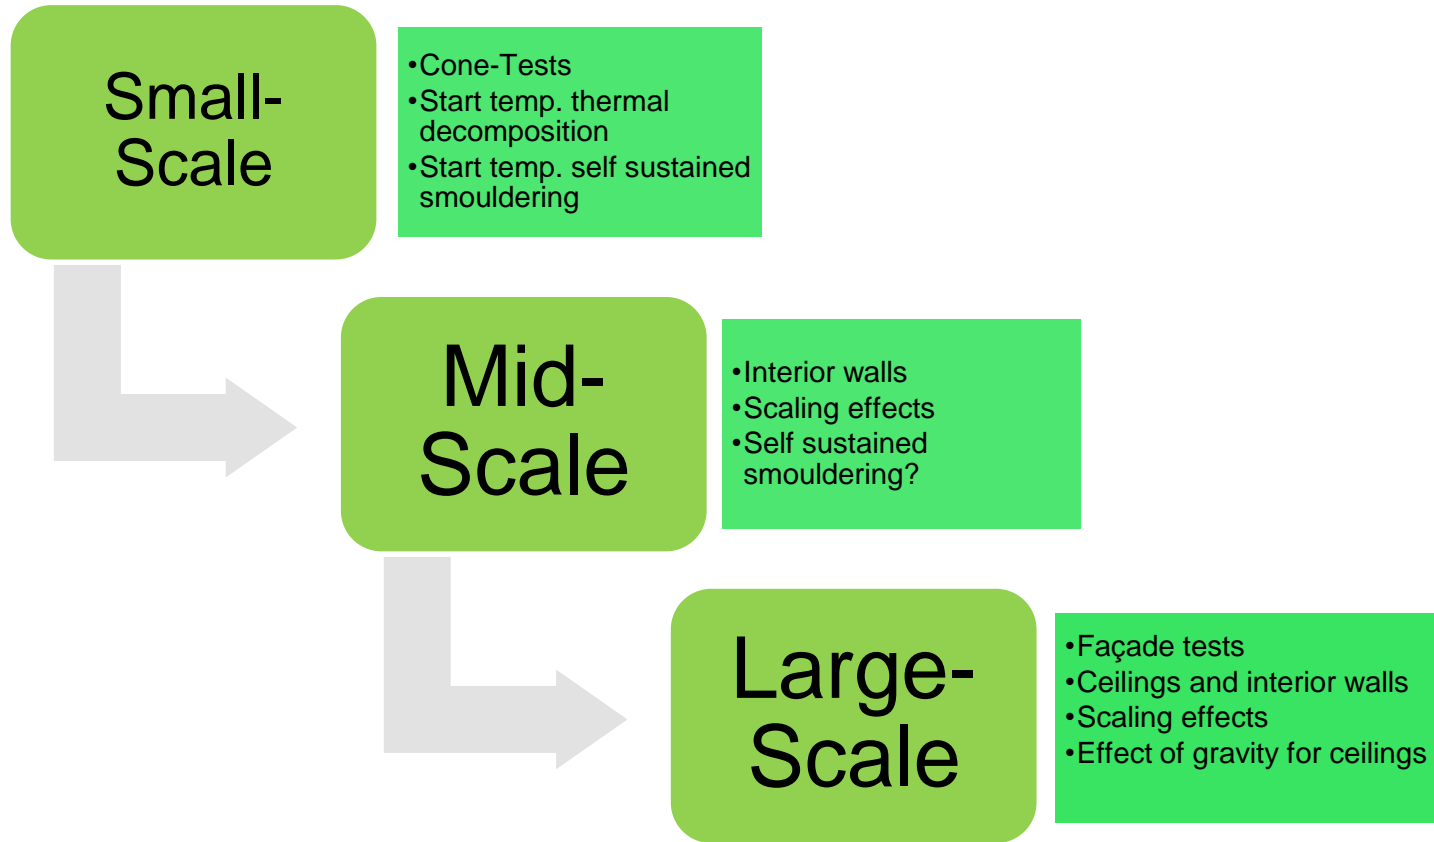 Small-
Scale
•Cone-Tests
•Start temp. thermal
decomposition
•Start temp. self sustained
smouldering
Mid-
Scale
•Interior walls
•Scaling effects
•Self sustained
smouldering?
Large-
Scale
•Façade tests
•Ceilings and interior walls
•Scaling effects
•Effect of gravity for ceilings